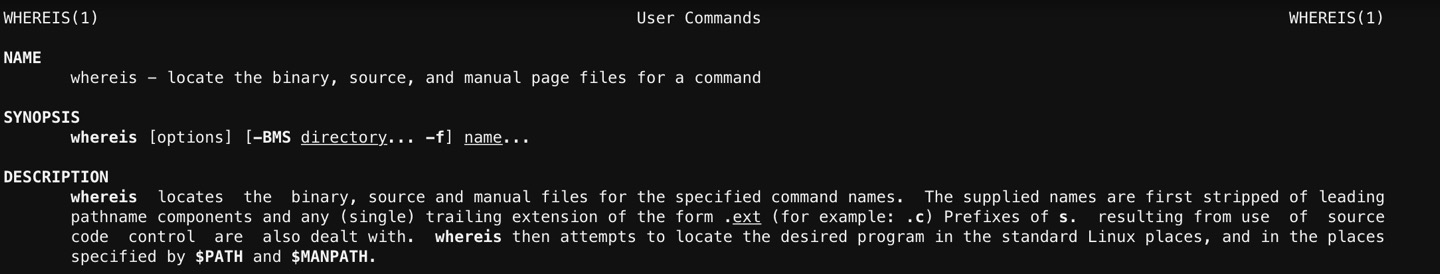 WHEREIS(1) User Commands WHEREIS(1)
NAME
whereis – locate the binary, source, and manual page files for a command
SYNOPSIS
whereis [options] [–BMS directory... –f] name...
DESCRIPTION
whereis locates the binary, source and manual files for the specified command names. The supplied names are first stripped of leading
pathname components and any (single) trailing extension of the form .ext (for example: .c) Prefixes of s. resulting from use of source
code control are also dealt with. whereis then attempts to locate the desired program in the standard Linux places, and in the places
specified by $PATH and $MANPATH.